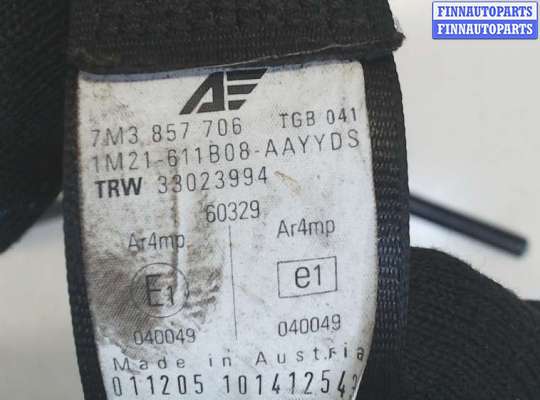 FINNAUTOPARTS
FINNAUTOPARTS
7M3 857 706 TGB 041
1M21-611B08-AAYYDS
TRW 33023994
60329
Ar4mp Ar4mp
E1 e1
040049 040049
Made in Austria
011205 101412542